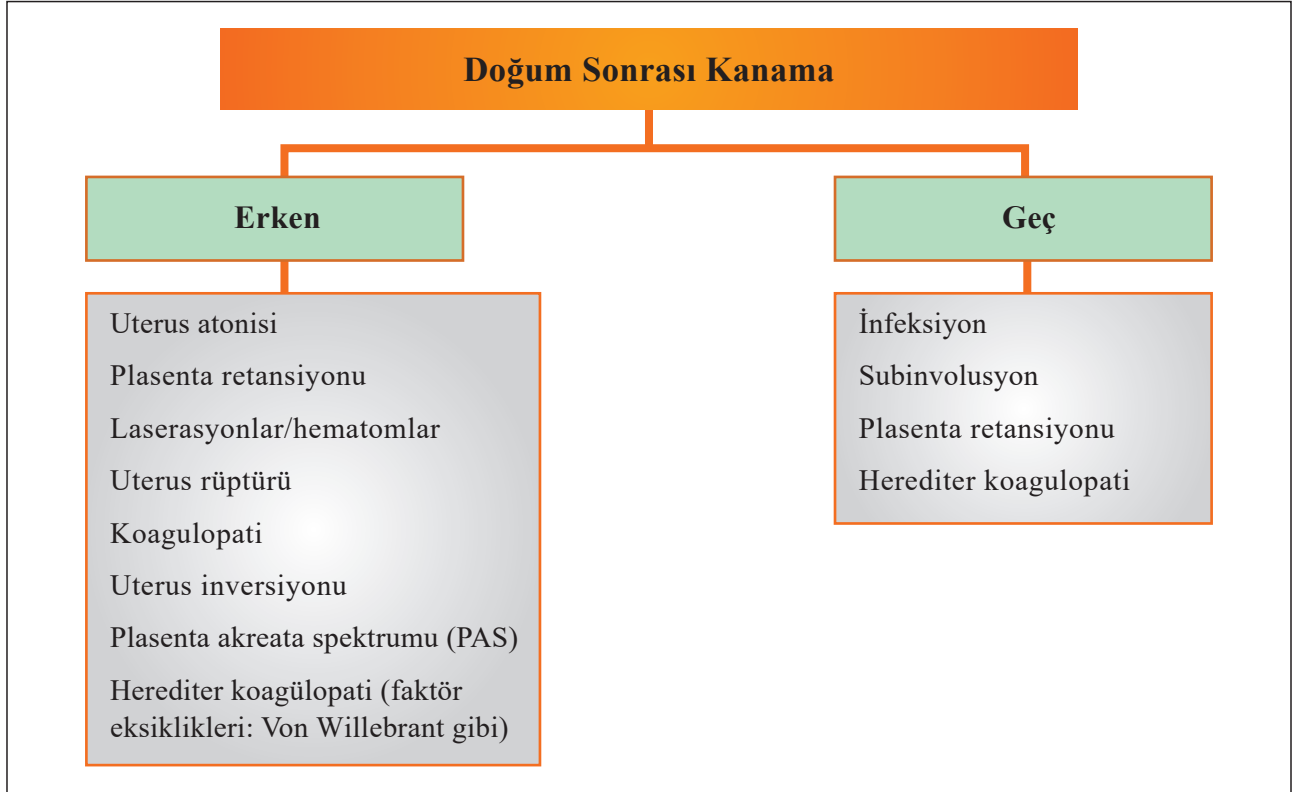 Doğum Sonrası Kanama
Erken
Uterus atonisi
Plasenta retansiyonu
Laserasyonlar/hematomlar
Uterus rüptürü
Koagulopati
Uterus inversiyonu
Plasenta akreata spektrumu (PAS)
Herediter koagülopati (faktör
eksiklikleri: Von Willebrant gibi)
Geç
İnfeksiyon
Subinvolusyon
Plasenta retansiyonu
Herediter koagulopati